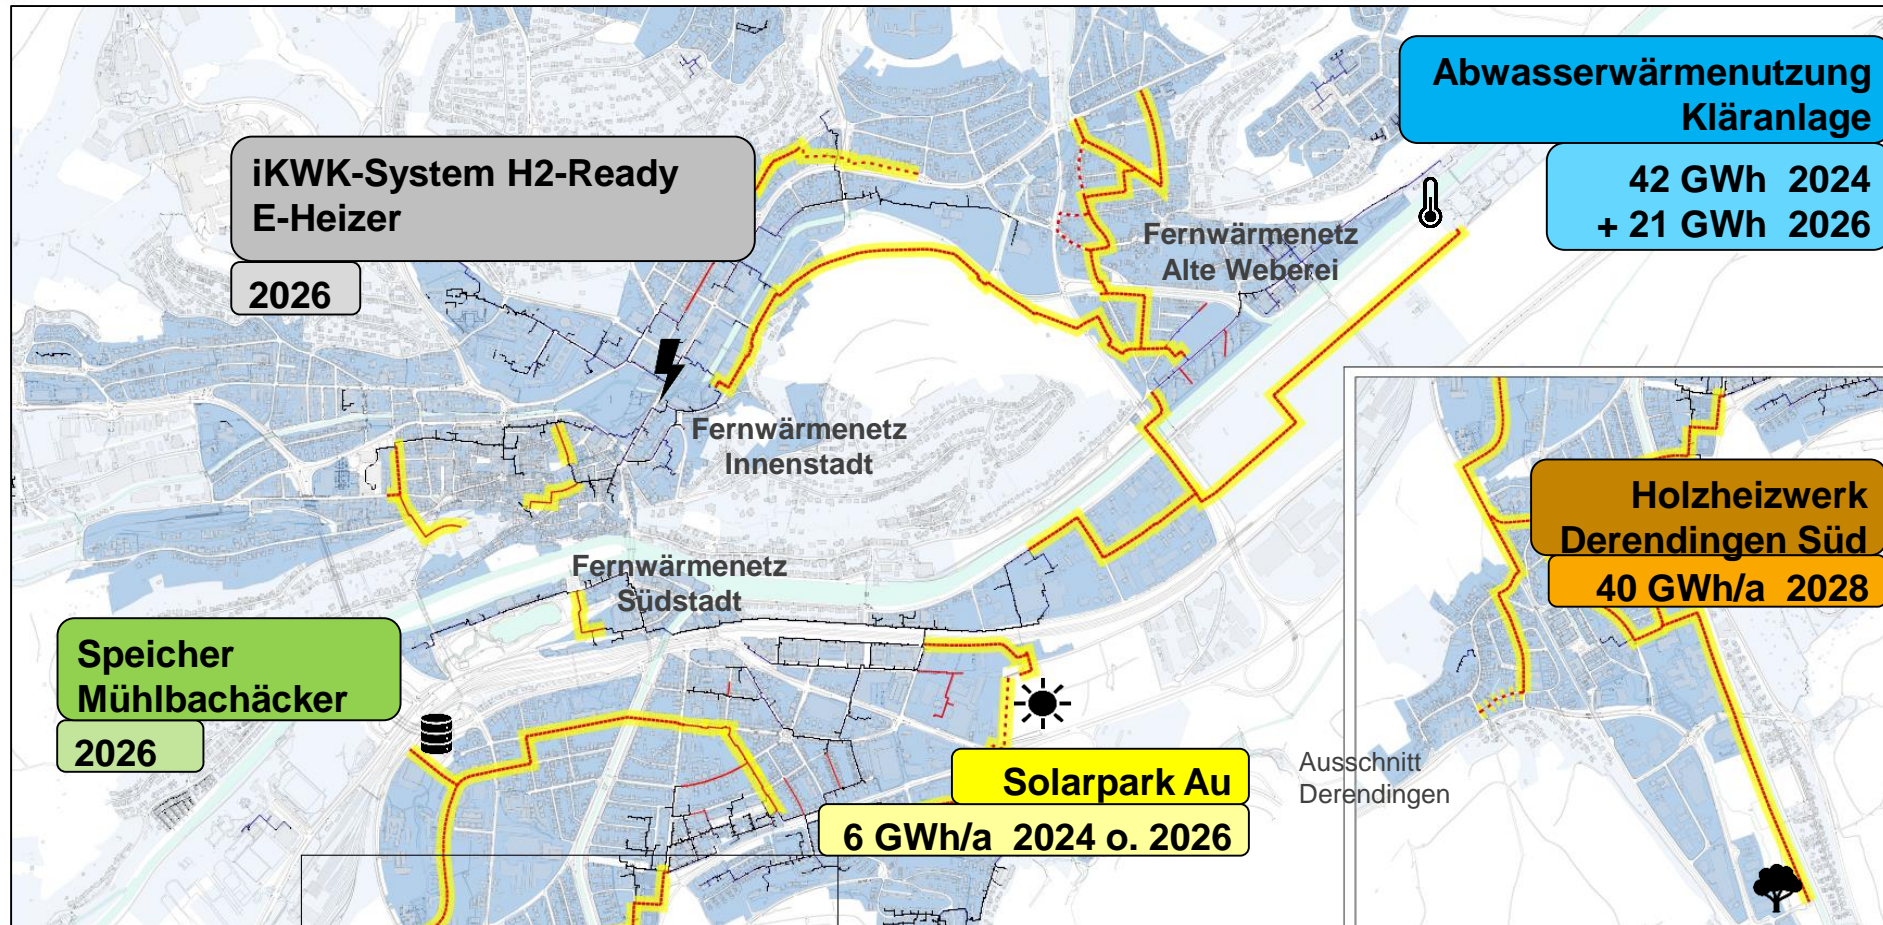 Abwasserwärmenutzung
Kläranlage
42 GWh 2024
+ 21 GWh 2026
iKWK-System H2-Ready
E-Heizer
2026
Fernwärmenetz
Alte Weberei
Fernwärmenetz
Innenstadt
Holzheizwerk
Derendingen Süd
40 GWh/a 2028
Fernwärmenetz
Südstadt
Speicher
Mühlbachäcker
2026
Solarpark Au
6 GWh/a 2024 o. 2026
Ausschnitt
Derendingen